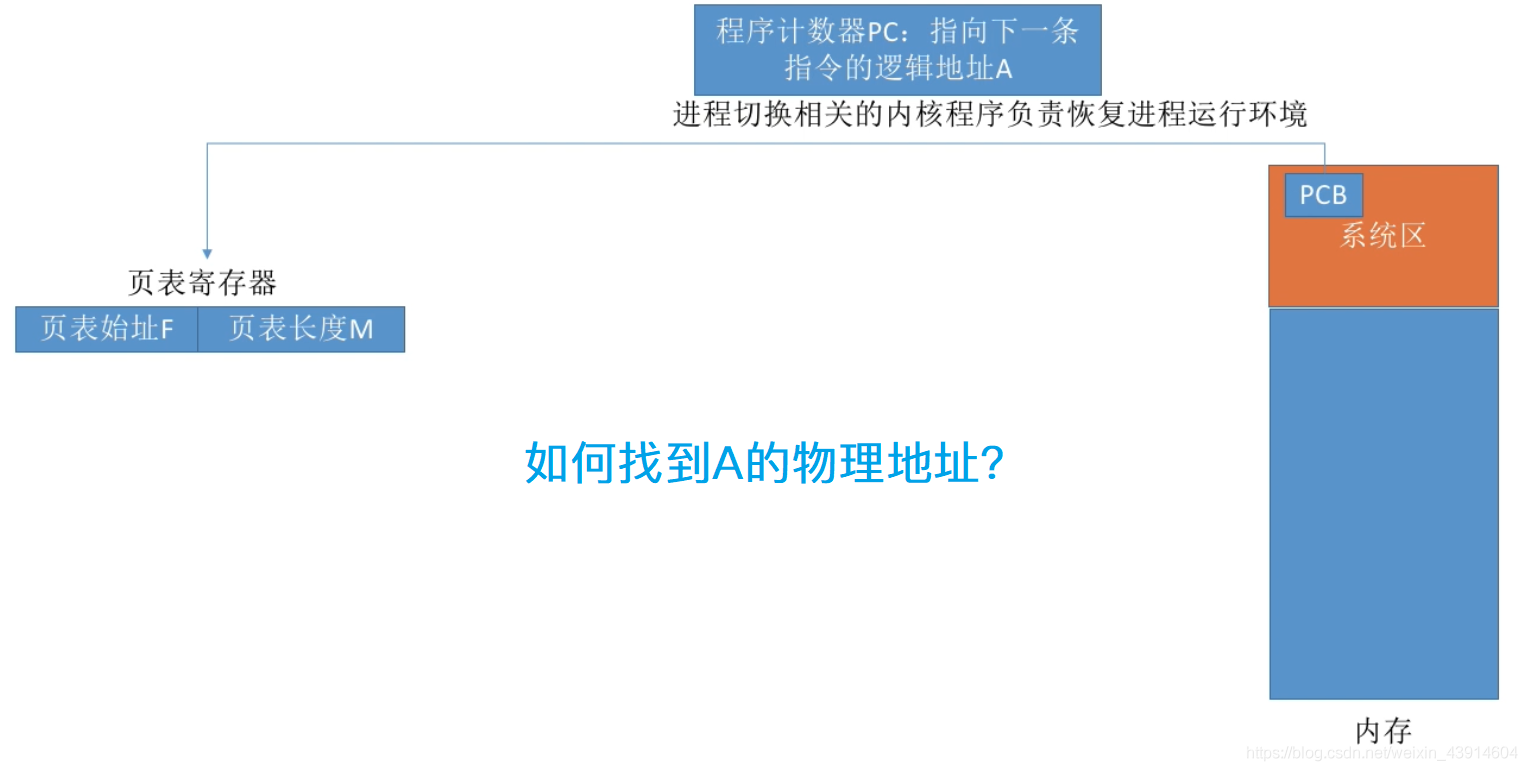 程序计数器PC：指向下一条
指令的逻辑地址A
进程切换相关的内核程序负责恢复进程运行环境
PCB
系统区
页表寄存器
页表始址F
页表长度M
如何找到A的物理地址?
内存
https://blog.csdn.net/weixin_43914604